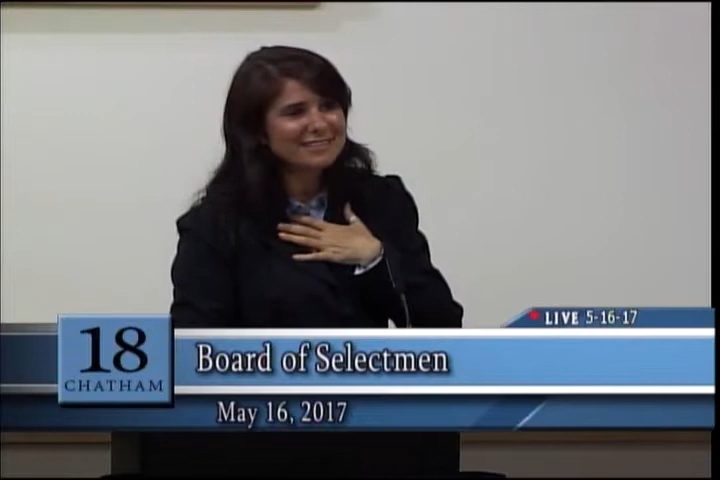 LIVE 5-16-17
18
CHATHAM
Board of Selectmen
May 16, 2017